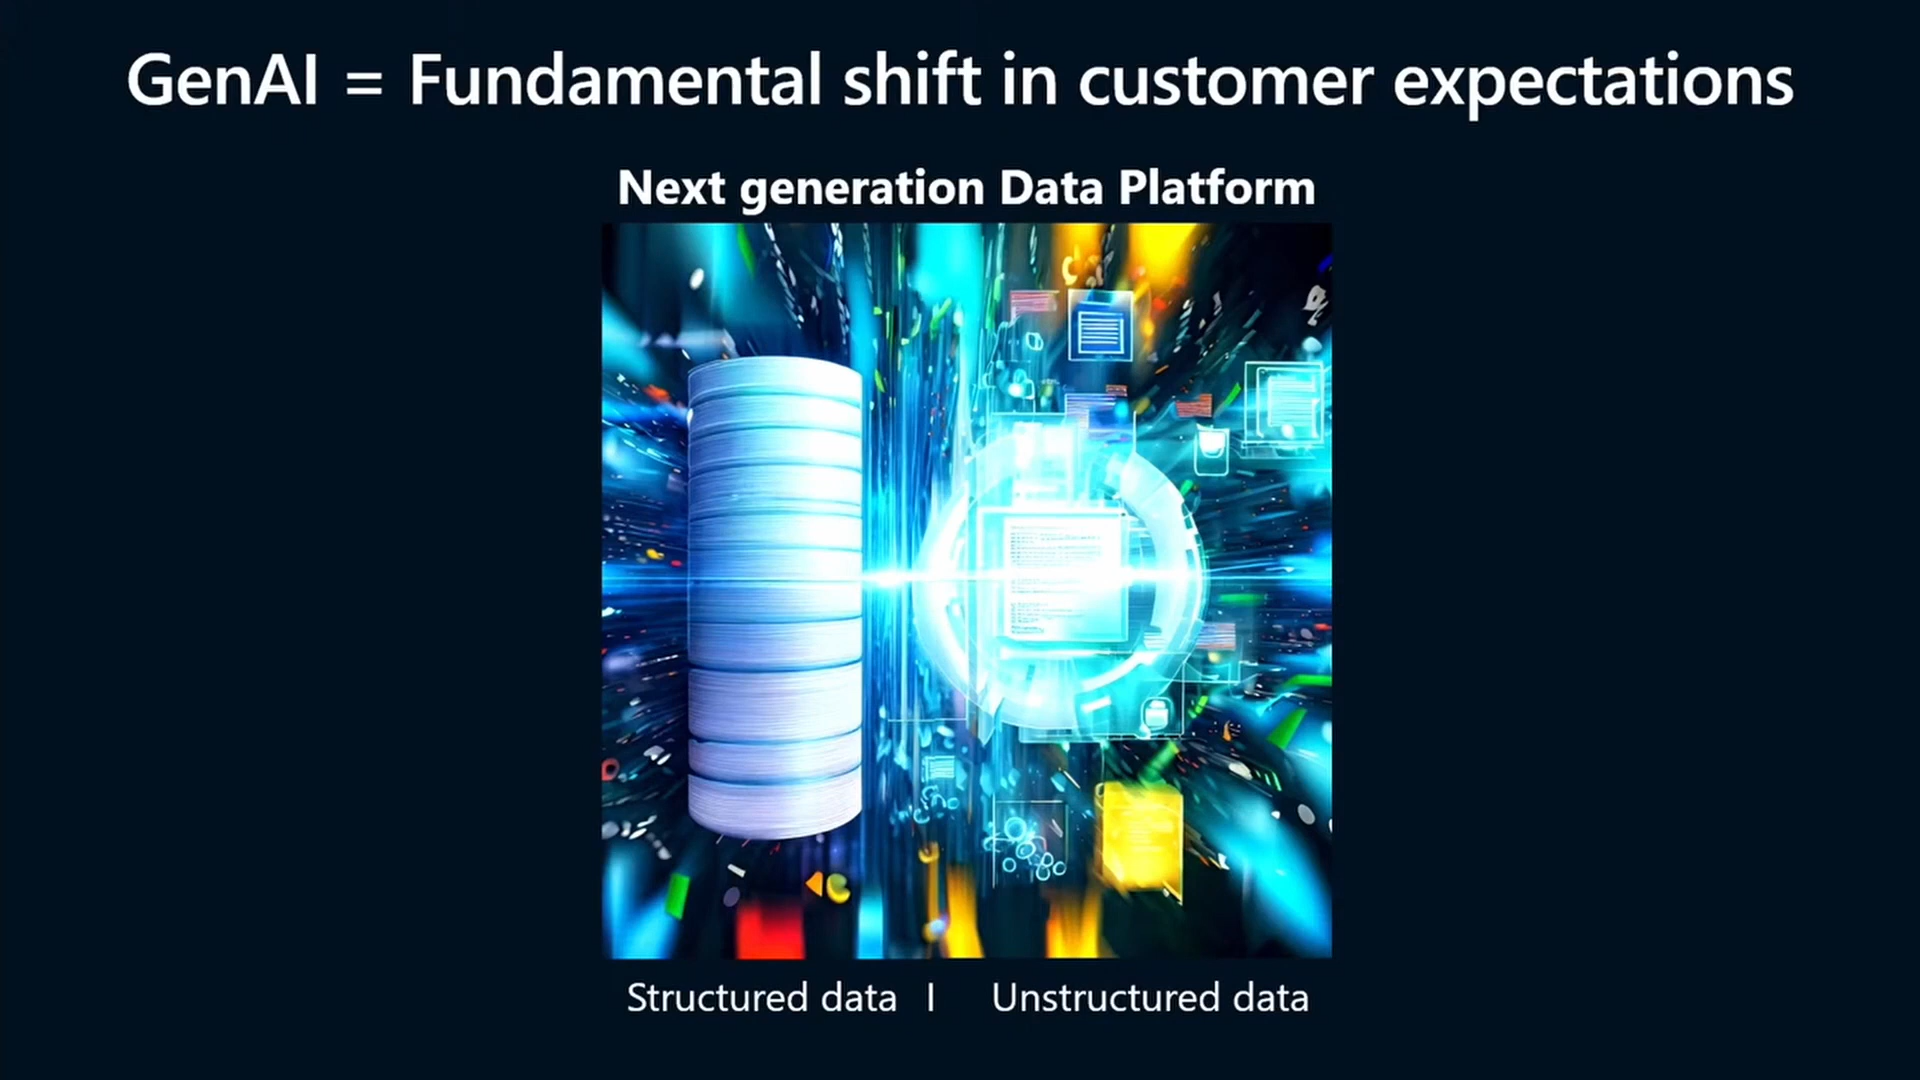 GenAI = Fundamental shift in customer expectations
Next generation Data Platform
Structured data | Unstructured data